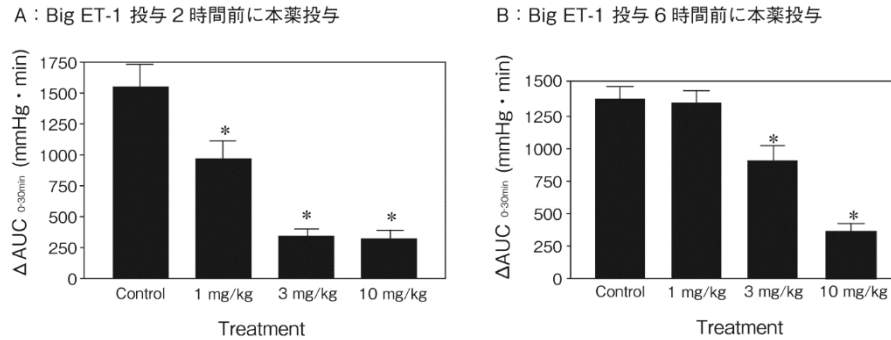 A：Big ET-1 投与 2 時間前に本薬投与
ΔAUC 0-30min (mmHg・min)
1750
1500
1250
1000
750
500
250
0
*
*
*
Control
1 mg/kg
3 mg/kg
10 mg/kg
Treatment
B：Big ET-1 投与 6 時間前に本薬投与
ΔAUC 0-30min (mmHg・min)
1500
1250
1000
750
500
250
0
*
*
Control
1 mg/kg
3 mg/kg
10 mg/kg
Treatment